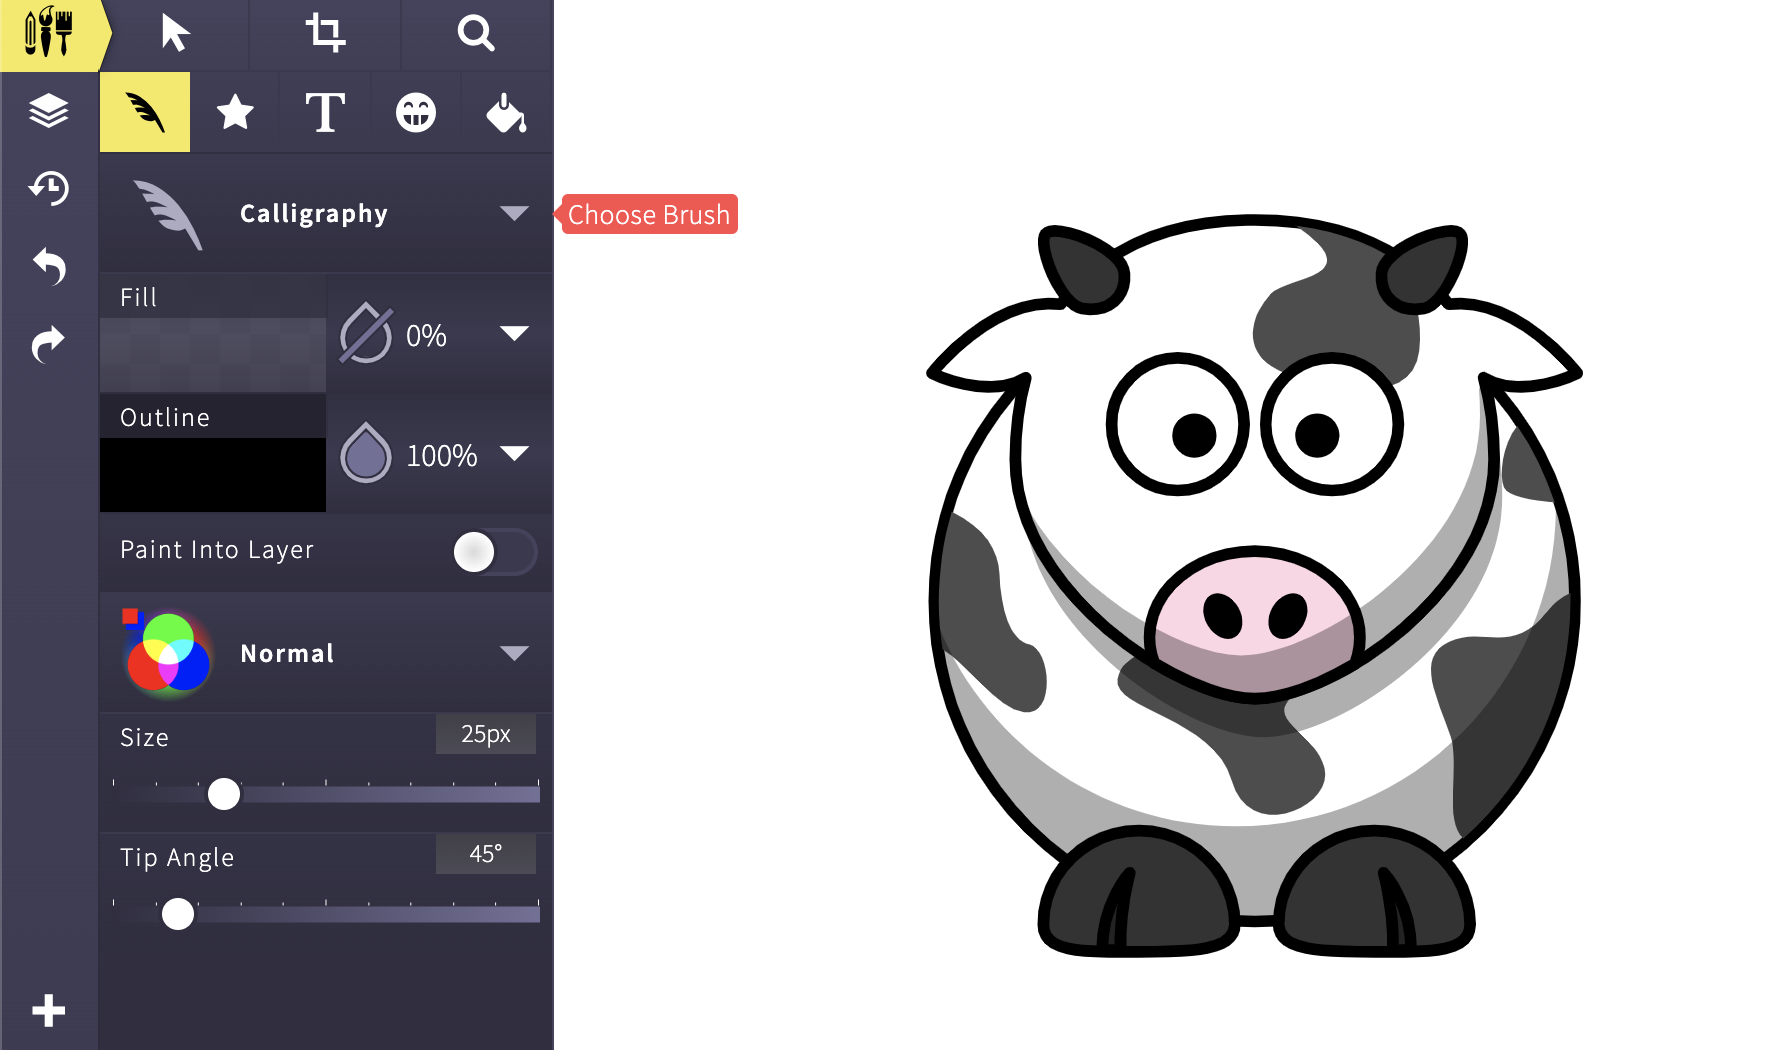 T
Calligraphy
Choose Brush
Fill
0%
Outline
100%
Paint Into Layer
Normal
Size
25px
Tip Angle
45°